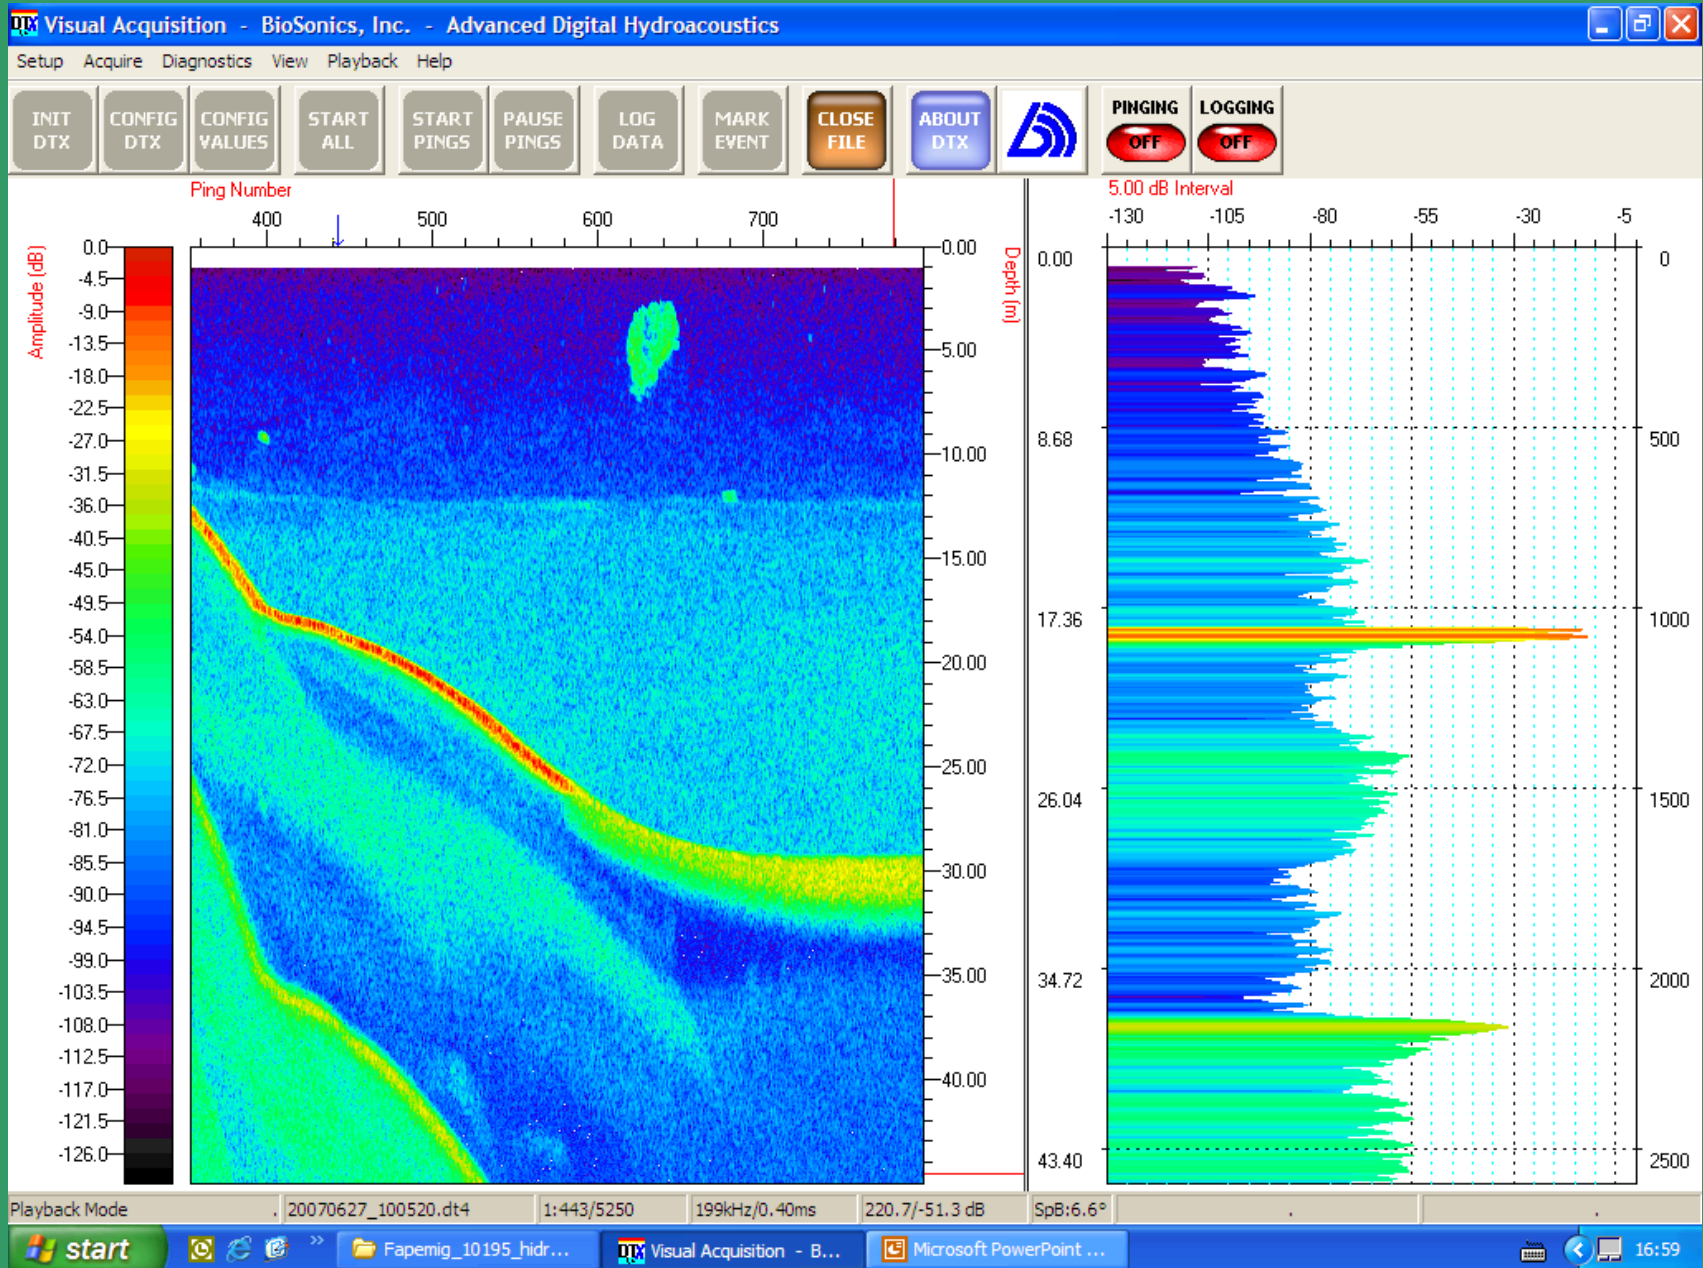 DTX Visual Acquisition - BioSonics, Inc. - Advanced Digital Hydroacoustics
Setup Acquire Diagnostics View Playback Help
INIT DTX
CONFIG DTX
CONFIG VALUES
START ALL
START PINGS
PAUSE PINGS
LOG DATA
MARK EVENT
CLOSE FILE
ABOUT DTX
PINGING OFF
LOGGING OFF
Ping Number
400 500 600 700
Amplitude (dB)
0.0
-4.5
-9.0
-13.5
-18.0
-22.5
-27.0
-31.5
-36.0
-40.5
-45.0
-49.5
-54.0
-58.5
-63.0
-67.5
-72.0
-76.5
-81.0
-85.5
-90.0
-94.5
-99.0
-103.5
-108.0
-112.5
-117.0
-121.5
-126.0
0.00
5.00
10.00
15.00
20.00
25.00
30.00
35.00
40.00
Depth (m)
5.00 dB Interval
-130 -105 -80 -55 -30 -5
0.00 0
8.68 500
17.36 1000
26.04 1500
34.72 2000
43.40 2500
Playback Mode . 20070627_100520.dt4 1:443/5250 199kHz/0.40ms 220.7/-51.3 dB SpB:6.6° . .
start » Fapemig_10195_hidr... DTX Visual Acquisition - B... Microsoft PowerPoint ... 16:59